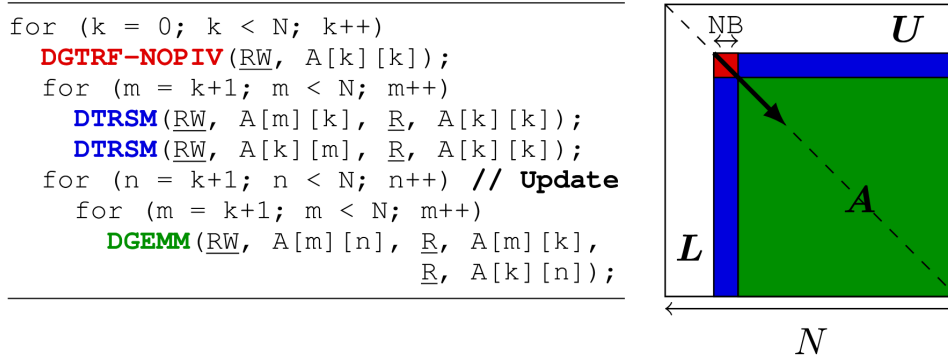 for (k = 0; k < N; k++)
DGTRF-NOPIV(RW, A[k][k]);
for (m = k+1; m < N; m++)
DTRSM(RW, A[m][k], R, A[k][k]);
DTRSM(RW, A[k][m], R, A[k][k]);
for (n = k+1; n < N; n++) // Update
for (m = k+1; m < N; m++)
DGEMM(RW, A[m][n], R, A[m][k],
R, A[k][n]);
NB
U
A
L
N